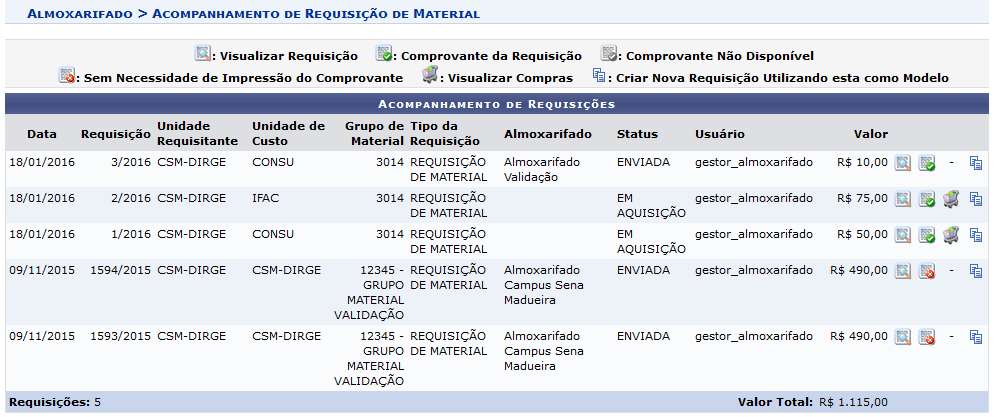 ALMOXARIFADO > ACOMPANHAMENTO DE REQUISIÇÃO DE MATERIAL
: Visualizar Requisição : Comprovante da Requisição : Comprovante Não Disponível
: Sem Necessidade de Impressão do Comprovante : Visualizar Compras : Criar Nova Requisição Utilizando esta como Modelo
ACOMPANHAMENTO DE REQUISIÇÕES
Data Requisição Unidade Requisitante Unidade de Custo Grupo de Material Tipo da Requisição Almoxarifado Status Usuário Valor
18/01/2016 3/2016 CSM-DIRGE CONSU 3014 REQUISIÇÃO Almoxarifado ENVIADA gestor_almoxarifado R$ 10,00 -
DE MATERIAL Validação
18/01/2016 2/2016 CSM-DIRGE IFAC 3014 REQUISIÇÃO EM gestor_almoxarifado R$ 75,00
DE MATERIAL AQUISIÇÃO
18/01/2016 1/2016 CSM-DIRGE CONSU 3014 REQUISIÇÃO EM gestor_almoxarifado R$ 50,00
DE MATERIAL AQUISIÇÃO
09/11/2015 1594/2015 CSM-DIRGE CSM-DIRGE 12345 - REQUISIÇÃO Almoxarifado ENVIADA gestor_almoxarifado R$ 490,00 -
GRUPO DE MATERIAL Campus Sena
MATERIAL Madueira
VALIDAÇÃO
09/11/2015 1593/2015 CSM-DIRGE CSM-DIRGE 12345 - REQUISIÇÃO Almoxarifado ENVIADA gestor_almoxarifado R$ 490,00 -
GRUPO DE MATERIAL Campus Sena
MATERIAL Madueira
VALIDAÇÃO
Requisições: 5 Valor Total: R$ 1.115,00